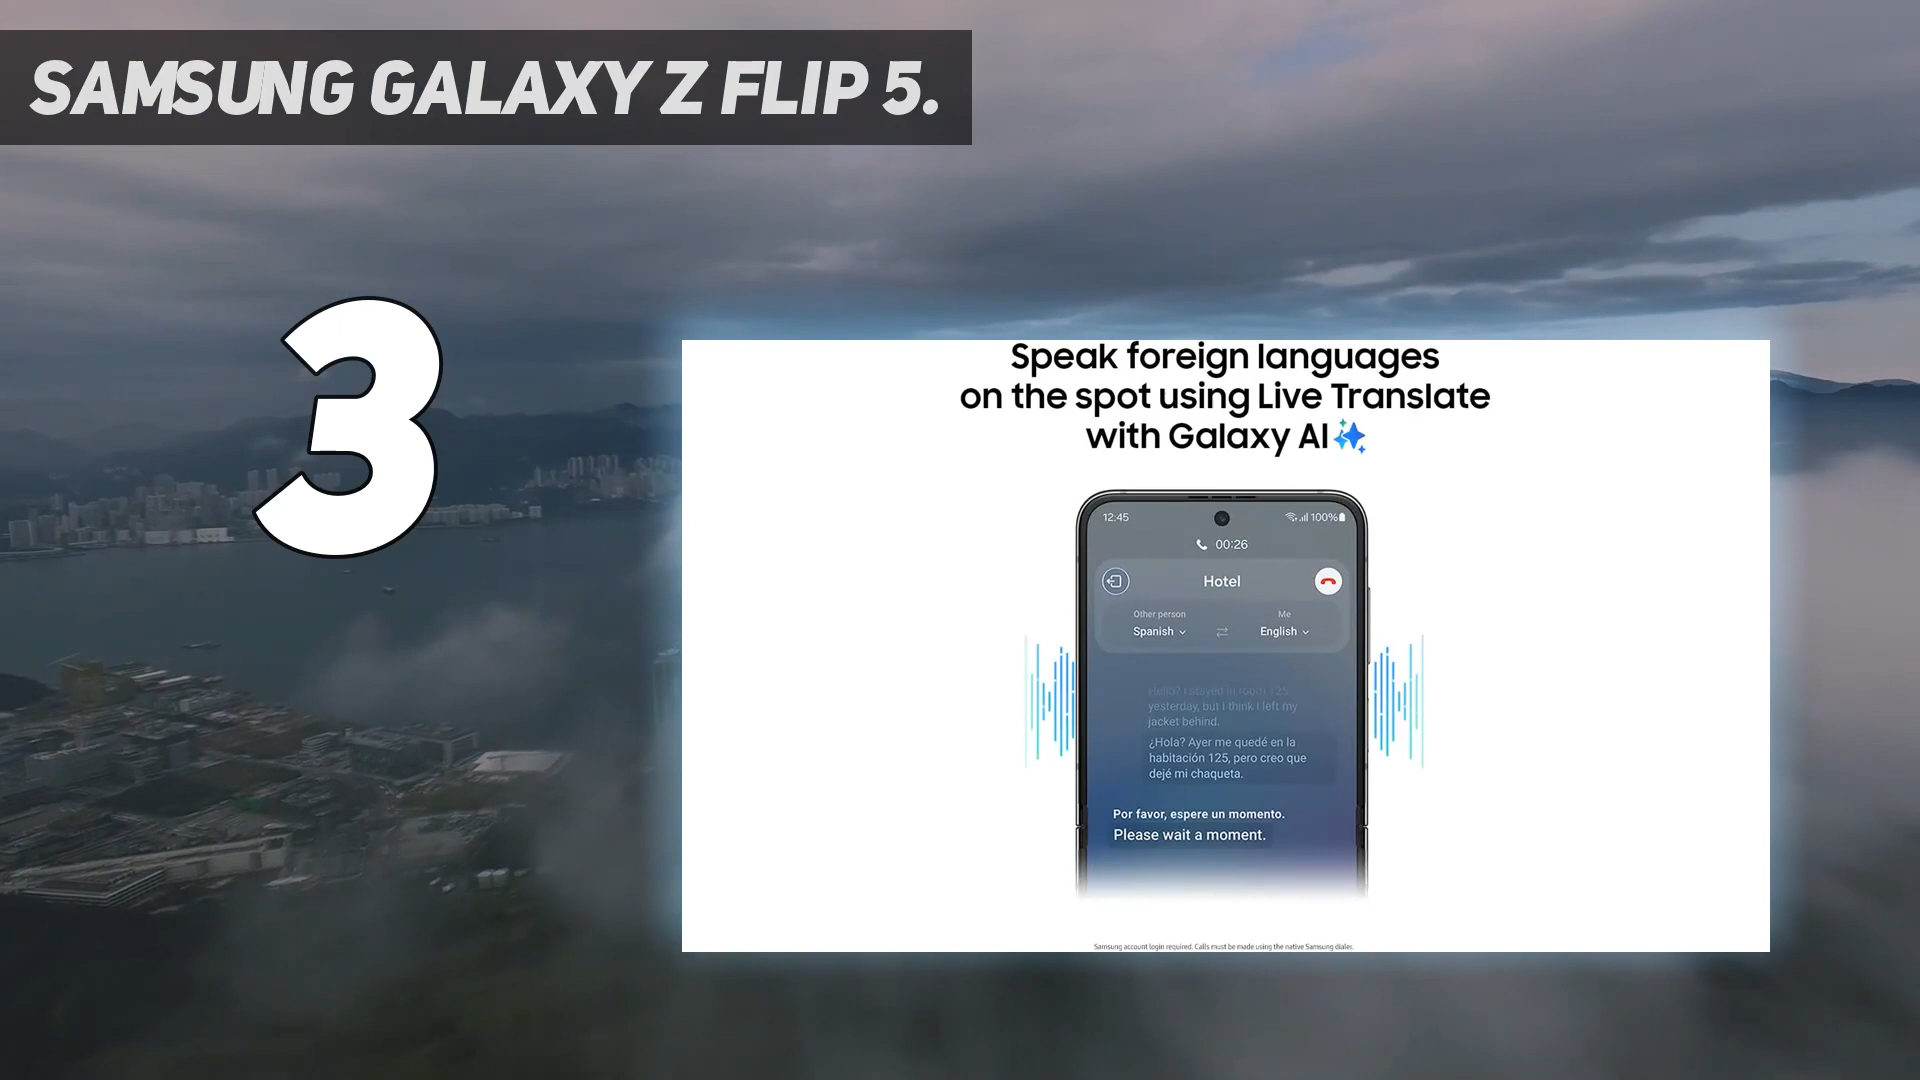 SAMSUNG GALAXY Z FLIP 5.
3
Speak foreign languages
on the spot using Live Translate
with Galaxy AI
12:45
100%
00:26
Hotel
Other person
Me
Spanish
English
Hello? I stayed in room 125
yesterday, but I think I left my
jacket behind.
¿Hola? Ayer me quedé en la
habitación 125, pero creo que
dejé mi chaqueta.
Por favor, espere un momento.
Please wait a moment.
Samsung account login required. Calls must be made using the native Samsung dialer.